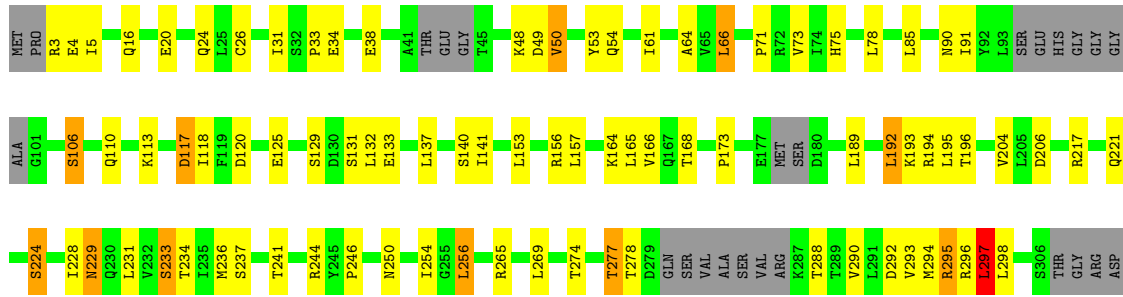 MET PRO R3 E4 I5 Q16 E20 Q24 L25 C26 I31 S32 P33 E34 E38 A41 THR GLU GLY T45 K48 D49 V50 Y53 Q54 I61 A64 V65 L66 P71 R72 V73 I74 H75 L78 L85 N90 I91 Y92 L93 SER GLU HIS GLY GLY GLY
ALA G101 S106 Q110 K113 D117 I118 F119 D120 E125 S129 D130 S131 L132 E133 L137 S140 I141 L153 R156 L157 K164 L165 V166 Q167 T168 P173 E177 MET SER D180 L189 L192 K193 R194 L195 T196 V204 L205 D206 R217 Q221
S224 T228 N229 Q230 L231 V232 S233 T234 I235 M236 S237 T241 R244 Y245 P246 N250 I254 G255 L256 R265 L269 T274 T277 T278 D279 GLN SER VAL ALA SER VAL ARG K287 T288 T289 V290 L291 D292 V293 M294 R295 R296 L297 L298 S306 THR GLY ARG ASP